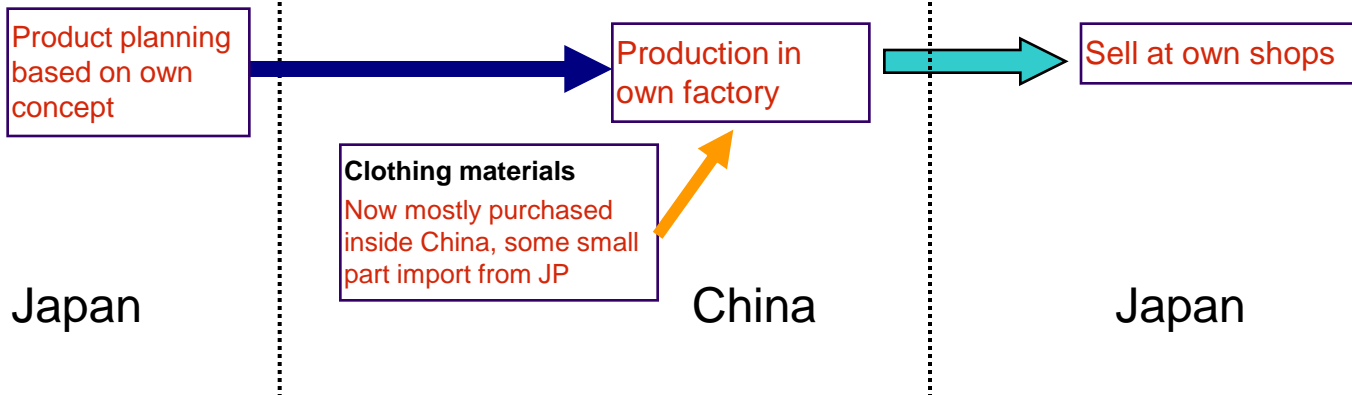 Product planning
based on own
concept
Production in
own factory
Sell at own shops
Clothing materials
Now mostly purchased
inside China, some small
part import from JP
Japan
China
Japan